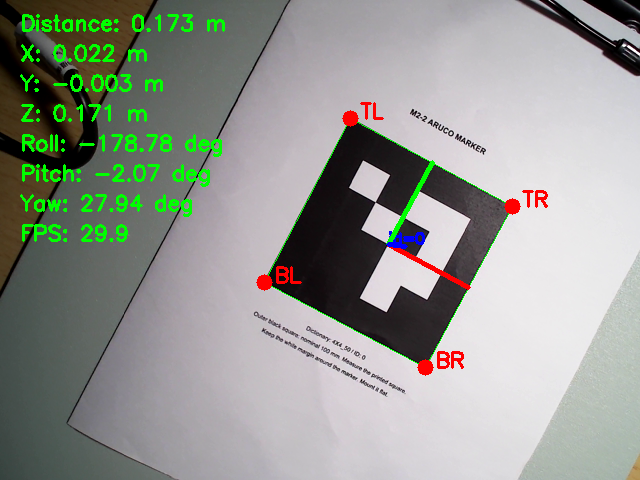 Distance: 0.173 m
X: 0.022 m
Y: -0.003 m
Z: 0.171 m
Roll: -178.78 deg
Pitch: -2.07 deg
Yaw: 27.94 deg
FPS: 29.9
TL
M2-2 ARUCO MARKER
TR
id=0
BL
BR
Dictionary: 4X4_50 / ID: 0
Outer black square, nominal 100 mm. Measure the printed square.
Keep the white margin around the marker. Mount it flat.